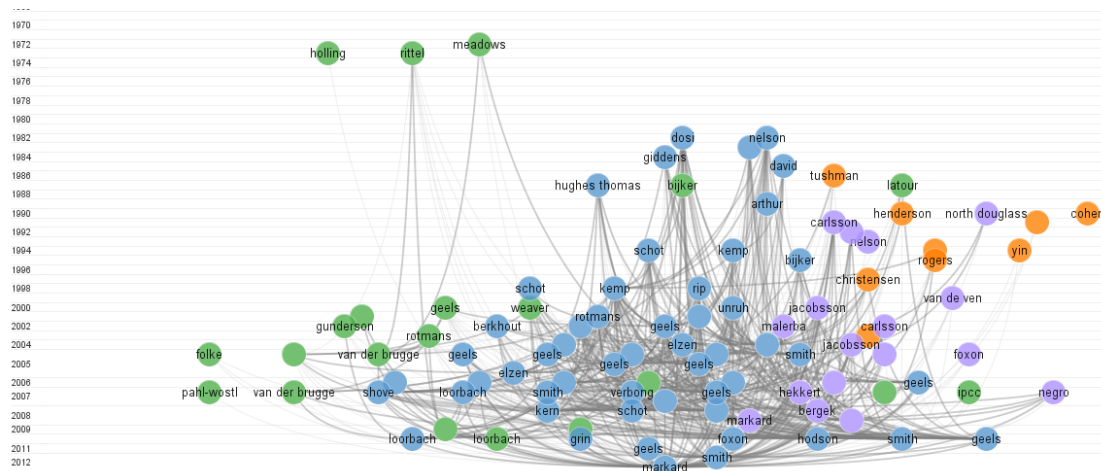 1970
1972
meadows
holling
rittel
1974
1976
1978
1980
1982
dosi
nelson
1984
giddens
david
1986
hughes thomas
bijker
tushman
latour
1988
arthur
1990
carlsson
henderson
north douglass
cohen
1992
nelson
1994
schot
kemp
bijker
rogers
yin
1996
christensen
1998
schot
kemp
rip
van de ven
2000
geels
weaver
rotmans
unruh
jacobsson
2002
gunderson
rotmans
berkhout
geels
malerba
carlsson
2004
folke
van der brugge
geels
geels
elzen
smith
jacobsson
foxon
2005
elzen
geels
geels
2006
geels
2007
pahl-wostl
van der brugge
shove
loorbach
smith
verbong
geels
hekkert
ipcc
negro
2008
kern
schot
markard
bergek
2009
loorbach
loorbach
grin
foxon
hodson
smith
geels
2011
geels
2012
markard
smith